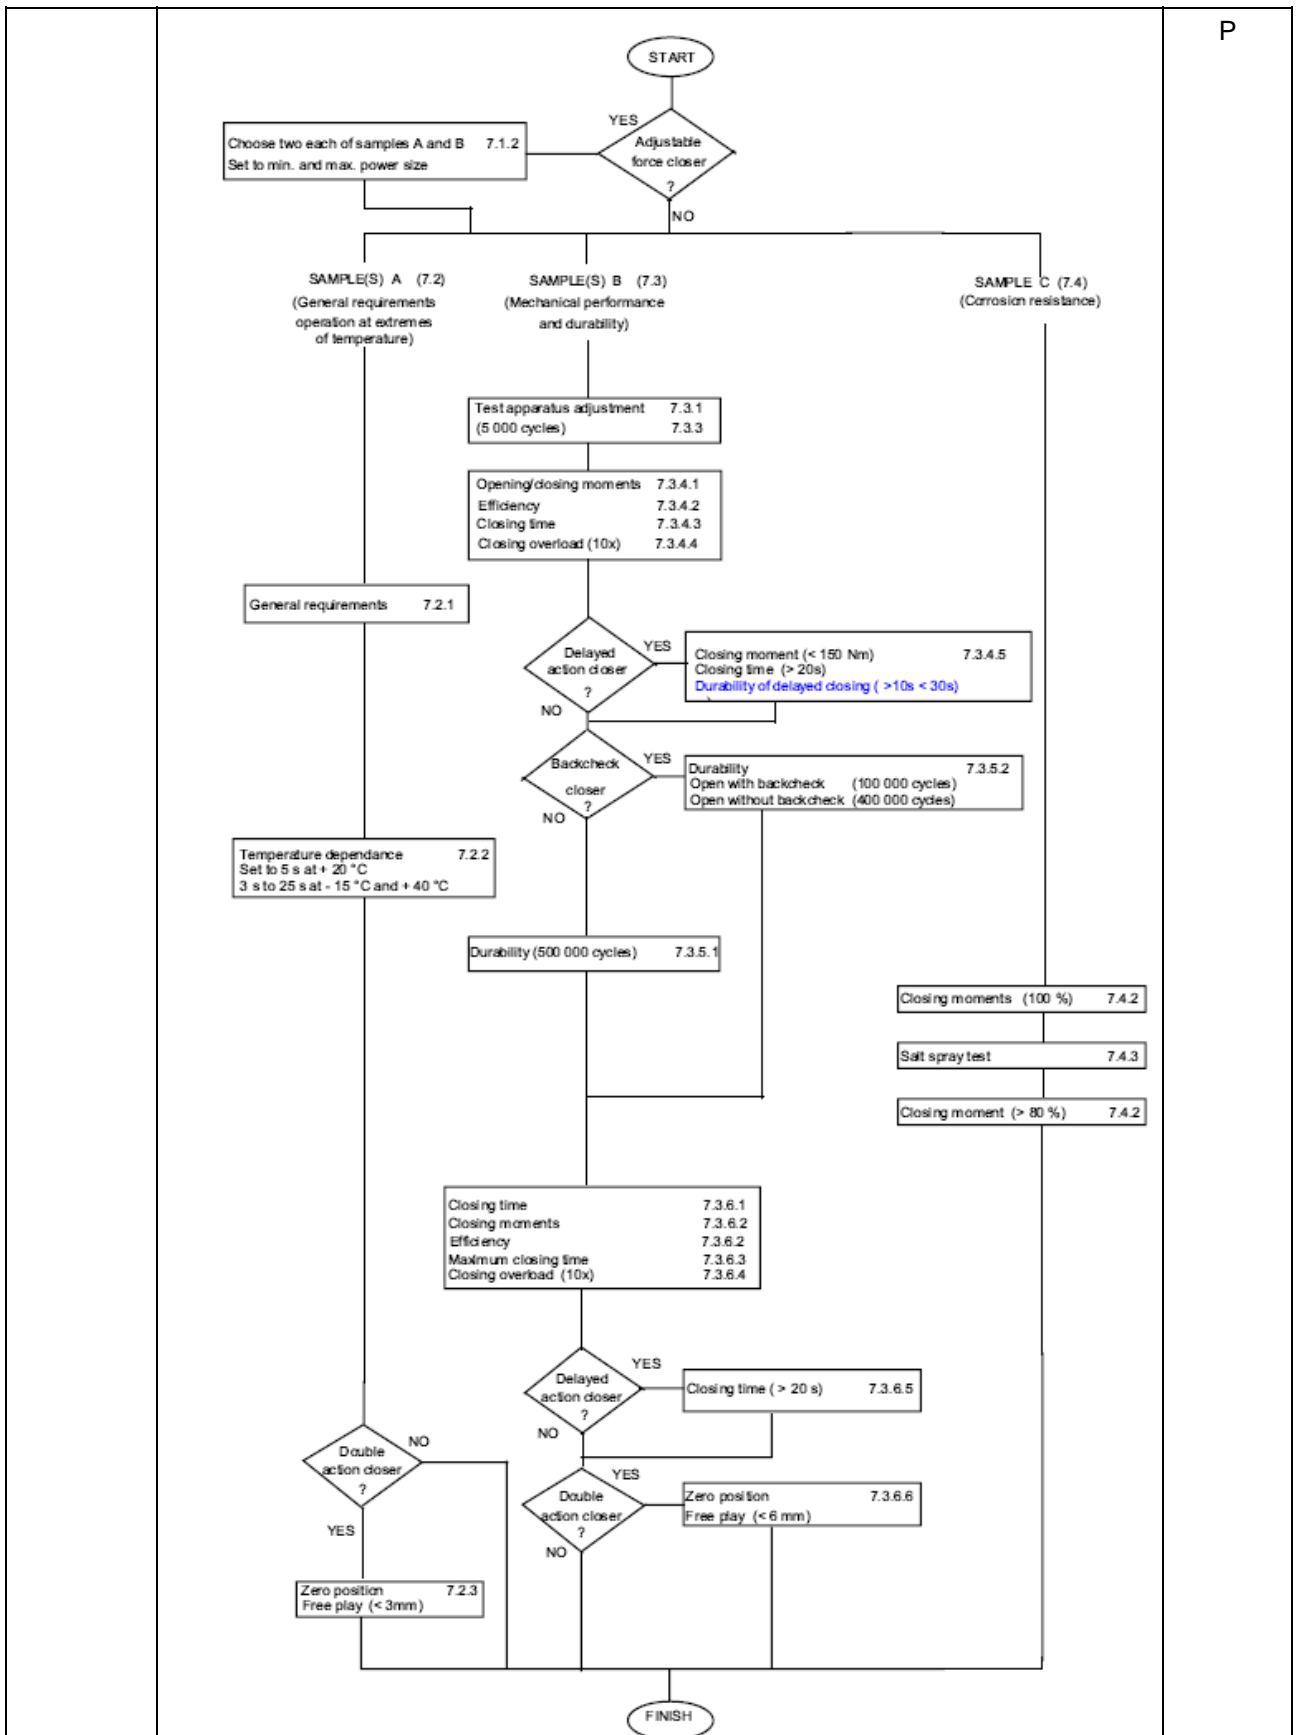 P
START
YES
Adjustable
force closer
?
NO
Choose two each of samples A and B 7.1.2
Set to min. and max. power size
SAMPLE(S) A (7.2)
(General requirements
operation at extremes
of temperature)
SAMPLE(S) B (7.3)
(Mechanical performance
and durability)
SAMPLE C (7.4)
(Corrosion resistance)
Test apparatus adjustment 7.3.1
(5 000 cycles) 7.3.3
Opening/closing moments 7.3.4.1
Efficiency 7.3.4.2
Closing time 7.3.4.3
Closing overload (10x) 7.3.4.4
General requirements 7.2.1
Delayed
action closer
?
YES
NO
Closing moment (< 150 Nm) 7.3.4.5
Closing time (> 20s)
Durability of delayed closing ( >10s < 30s)
Backcheck
closer
?
YES
NO
Durability 7.3.5.2
Open with backcheck (100 000 cycles)
Open without backcheck (400 000 cycles)
Temperature dependance 7.2.2
Set to 5 s at + 20 °C
3 s to 25 s at - 15 °C and + 40 °C
Durability (500 000 cycles) 7.3.5.1
Closing moments (100 %) 7.4.2
Salt spray test 7.4.3
Closing moment (> 80 %) 7.4.2
Closing time 7.3.6.1
Closing moments 7.3.6.2
Efficiency 7.3.6.2
Maximum closing time 7.3.6.3
Closing overload (10x) 7.3.6.4
Delayed
action closer
?
YES
NO
Closing time ( > 20 s) 7.3.6.5
Double
action closer
?
NO
YES
Double
action closer
?
YES
NO
Zero position 7.3.6.6
Free play (< 6 mm)
Zero position 7.2.3
Free play (< 3mm)
FINISH